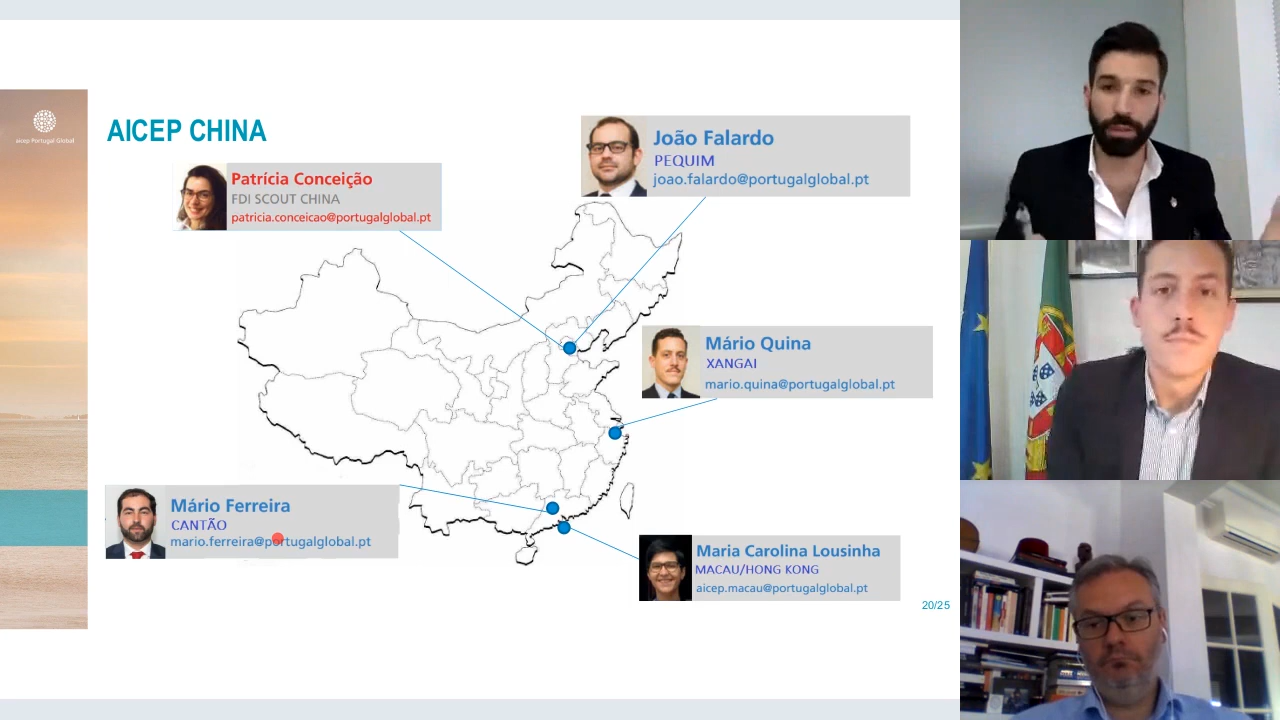 aicep Portugal Global
AICEP CHINA
João Falardo
PEQUIM
joao.falardo@portugalglobal.pt
Patrícia Conceição
FDI SCOUT CHINA
patricia.conceicao@portugalglobal.pt
Mário Quina
XANGAI
mario.quina@portugalglobal.pt
Mário Ferreira
CANTÃO
mario.ferreira@portugalglobal.pt
Maria Carolina Lousinha
MACAU/HONG KONG
aicep.macau@portugalglobal.pt
20/25